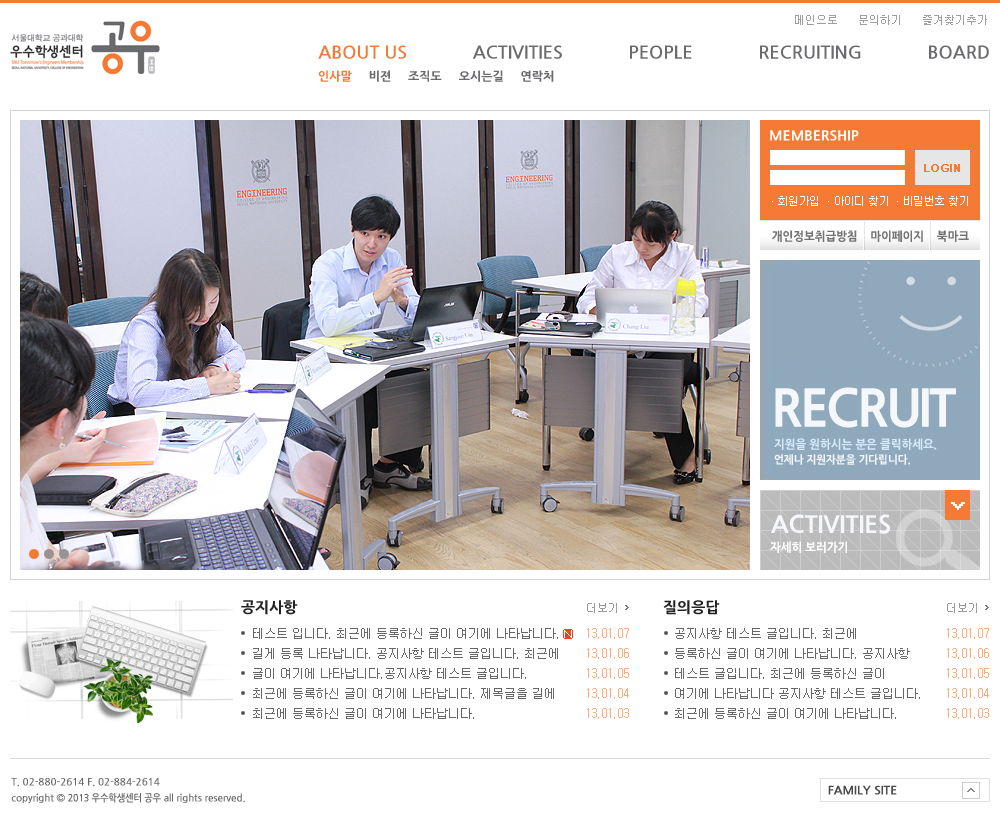 메인으로 문의하기 즐겨찾기추가
서울대학교 공과대학
우수학생센터
SNU Tomorrow's Engineers Membership
SEOUL NATIONAL UNIVERSITY, COLLEGE OF ENGINEERING
공우
ABOUT US ACTIVITIES PEOPLE RECRUITING BOARD
인사말 비젼 조직도 오시는길 연락처
ENGINEERING
COLLEGE OF ENGINEERING
SEOUL NATIONAL UNIVERSITY
ENGINEERING
COLLEGE OF ENGINEERING
SEOUL NATIONAL UNIVERSITY
ASUS
Chang Liu
MEMBERSHIP
LOGIN
· 회원가입 · 아이디 찾기 · 비밀번호 찾기
개인정보취급방침 마이페이지 북마크
RECRUIT
지원을 원하시는 분은 클릭하세요.
언제나 지원자분을 기다립니다.
ACTIVITIES
자세히 보러가기
공지사항 더보기 >
• 테스트 입니다. 최근에 등록하신 글이 여기에 나타납니다. N 13.01.07
• 길게 등록 나타납니다. 공지사항 테스트 글입니다. 최근에 13.01.06
• 글이 여기에 나타납니다.공지사항 테스트 글입니다. 13.01.05
• 최근에 등록하신 글이 여기에 나타납니다. 제목글을 길에 13.01.04
• 최근에 등록하신 글이 여기에 나타납니다. 13.01.03
질의응답 더보기 >
• 공지사항 테스트 글입니다. 최근에 13.01.07
• 등록하신 글이 여기에 나타납니다. 공지사항 13.01.06
• 테스트 글입니다. 최근에 등록하신 글이 13.01.05
• 여기에 나타납니다 공지사항 테스트 글입니다. 13.01.04
• 최근에 등록하신 글이 여기에 나타납니다. 13.01.03
T. 02-880-2614 F. 02-884-2614
copyright © 2013 우수학생센터 공우 all rights reserved.
FAMILY SITE